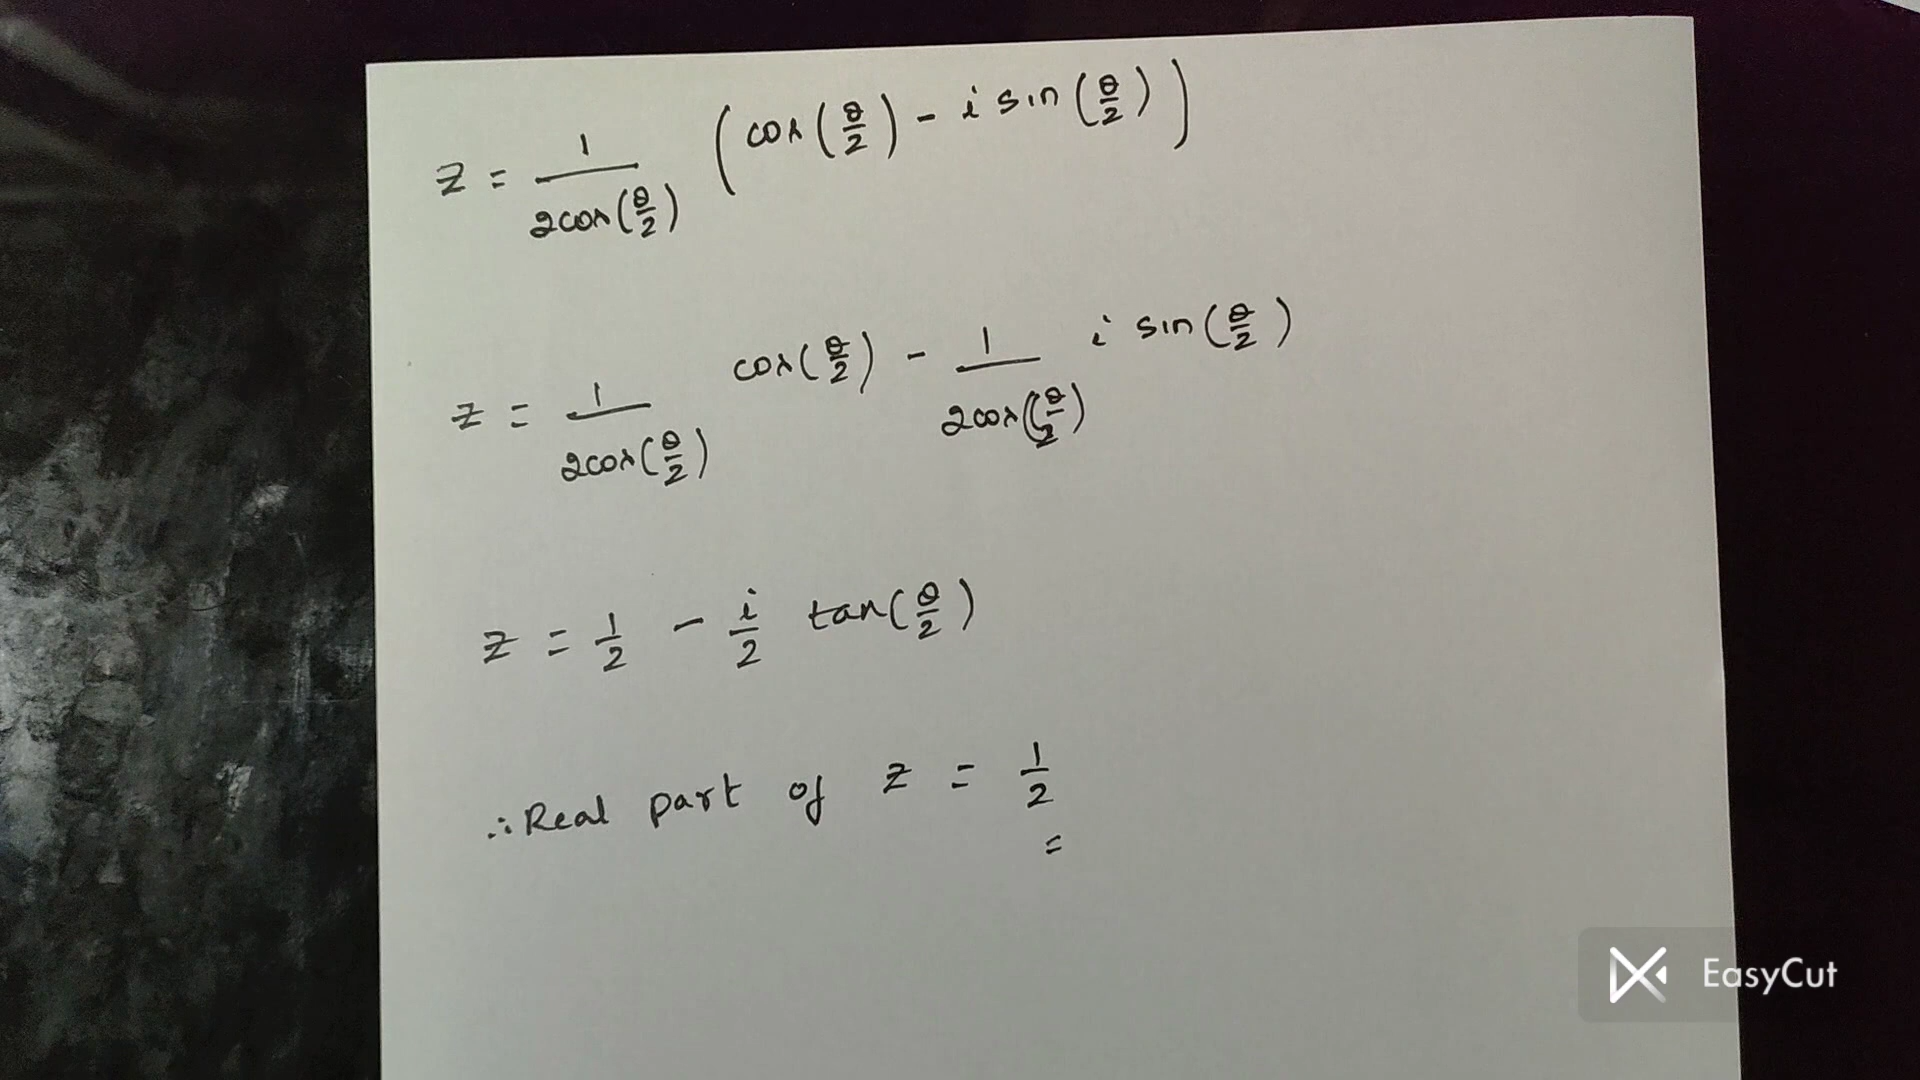 z = 1/2cos(θ/2) (cos(θ/2) - i sin(θ/2))
z = 1/2cos(θ/2) cos(θ/2) - 1/2cos(θ/2) i sin(θ/2)
z = 1/2 - i/2 tan(θ/2)
∴ Real part of z = 1/2
=
EasyCut